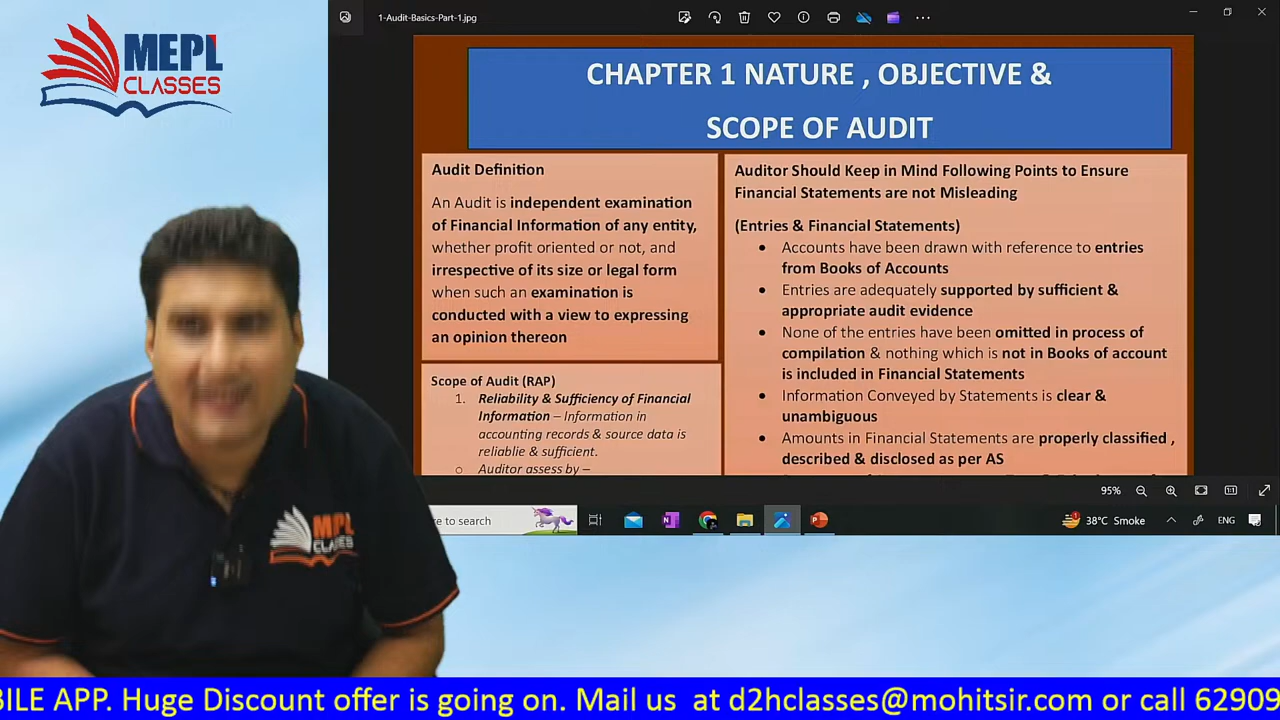 MEPL
CLASSES
1-Audit-Basics-Part-1.jpg
CHAPTER 1 NATURE , OBJECTIVE &
SCOPE OF AUDIT
Audit Definition
An Audit is independent examination
of Financial Information of any entity,
whether profit oriented or not, and
irrespective of its size or legal form
when such an examination is
conducted with a view to expressing
an opinion thereon
Scope of Audit (RAP)
1. Reliability & Sufficiency of Financial
Information – Information in
accounting records & source data is
reliablie & sufficient.
o Auditor assess by –
Auditor Should Keep in Mind Following Points to Ensure
Financial Statements are not Misleading
(Entries & Financial Statements)
• Accounts have been drawn with reference to entries
from Books of Accounts
• Entries are adequately supported by sufficient &
appropriate audit evidence
• None of the entries have been omitted in process of
compilation & nothing which is not in Books of account
is included in Financial Statements
• Information Conveyed by Statements is clear &
unambiguous
• Amounts in Financial Statements are properly classified ,
described & disclosed as per AS
95%
1:1
re to search
38°C Smoke
ENG
MPL
CLASSES
BILE APP. Huge Discount offer is going on. Mail us at d2hclasses@mohitsir.com or call 62909